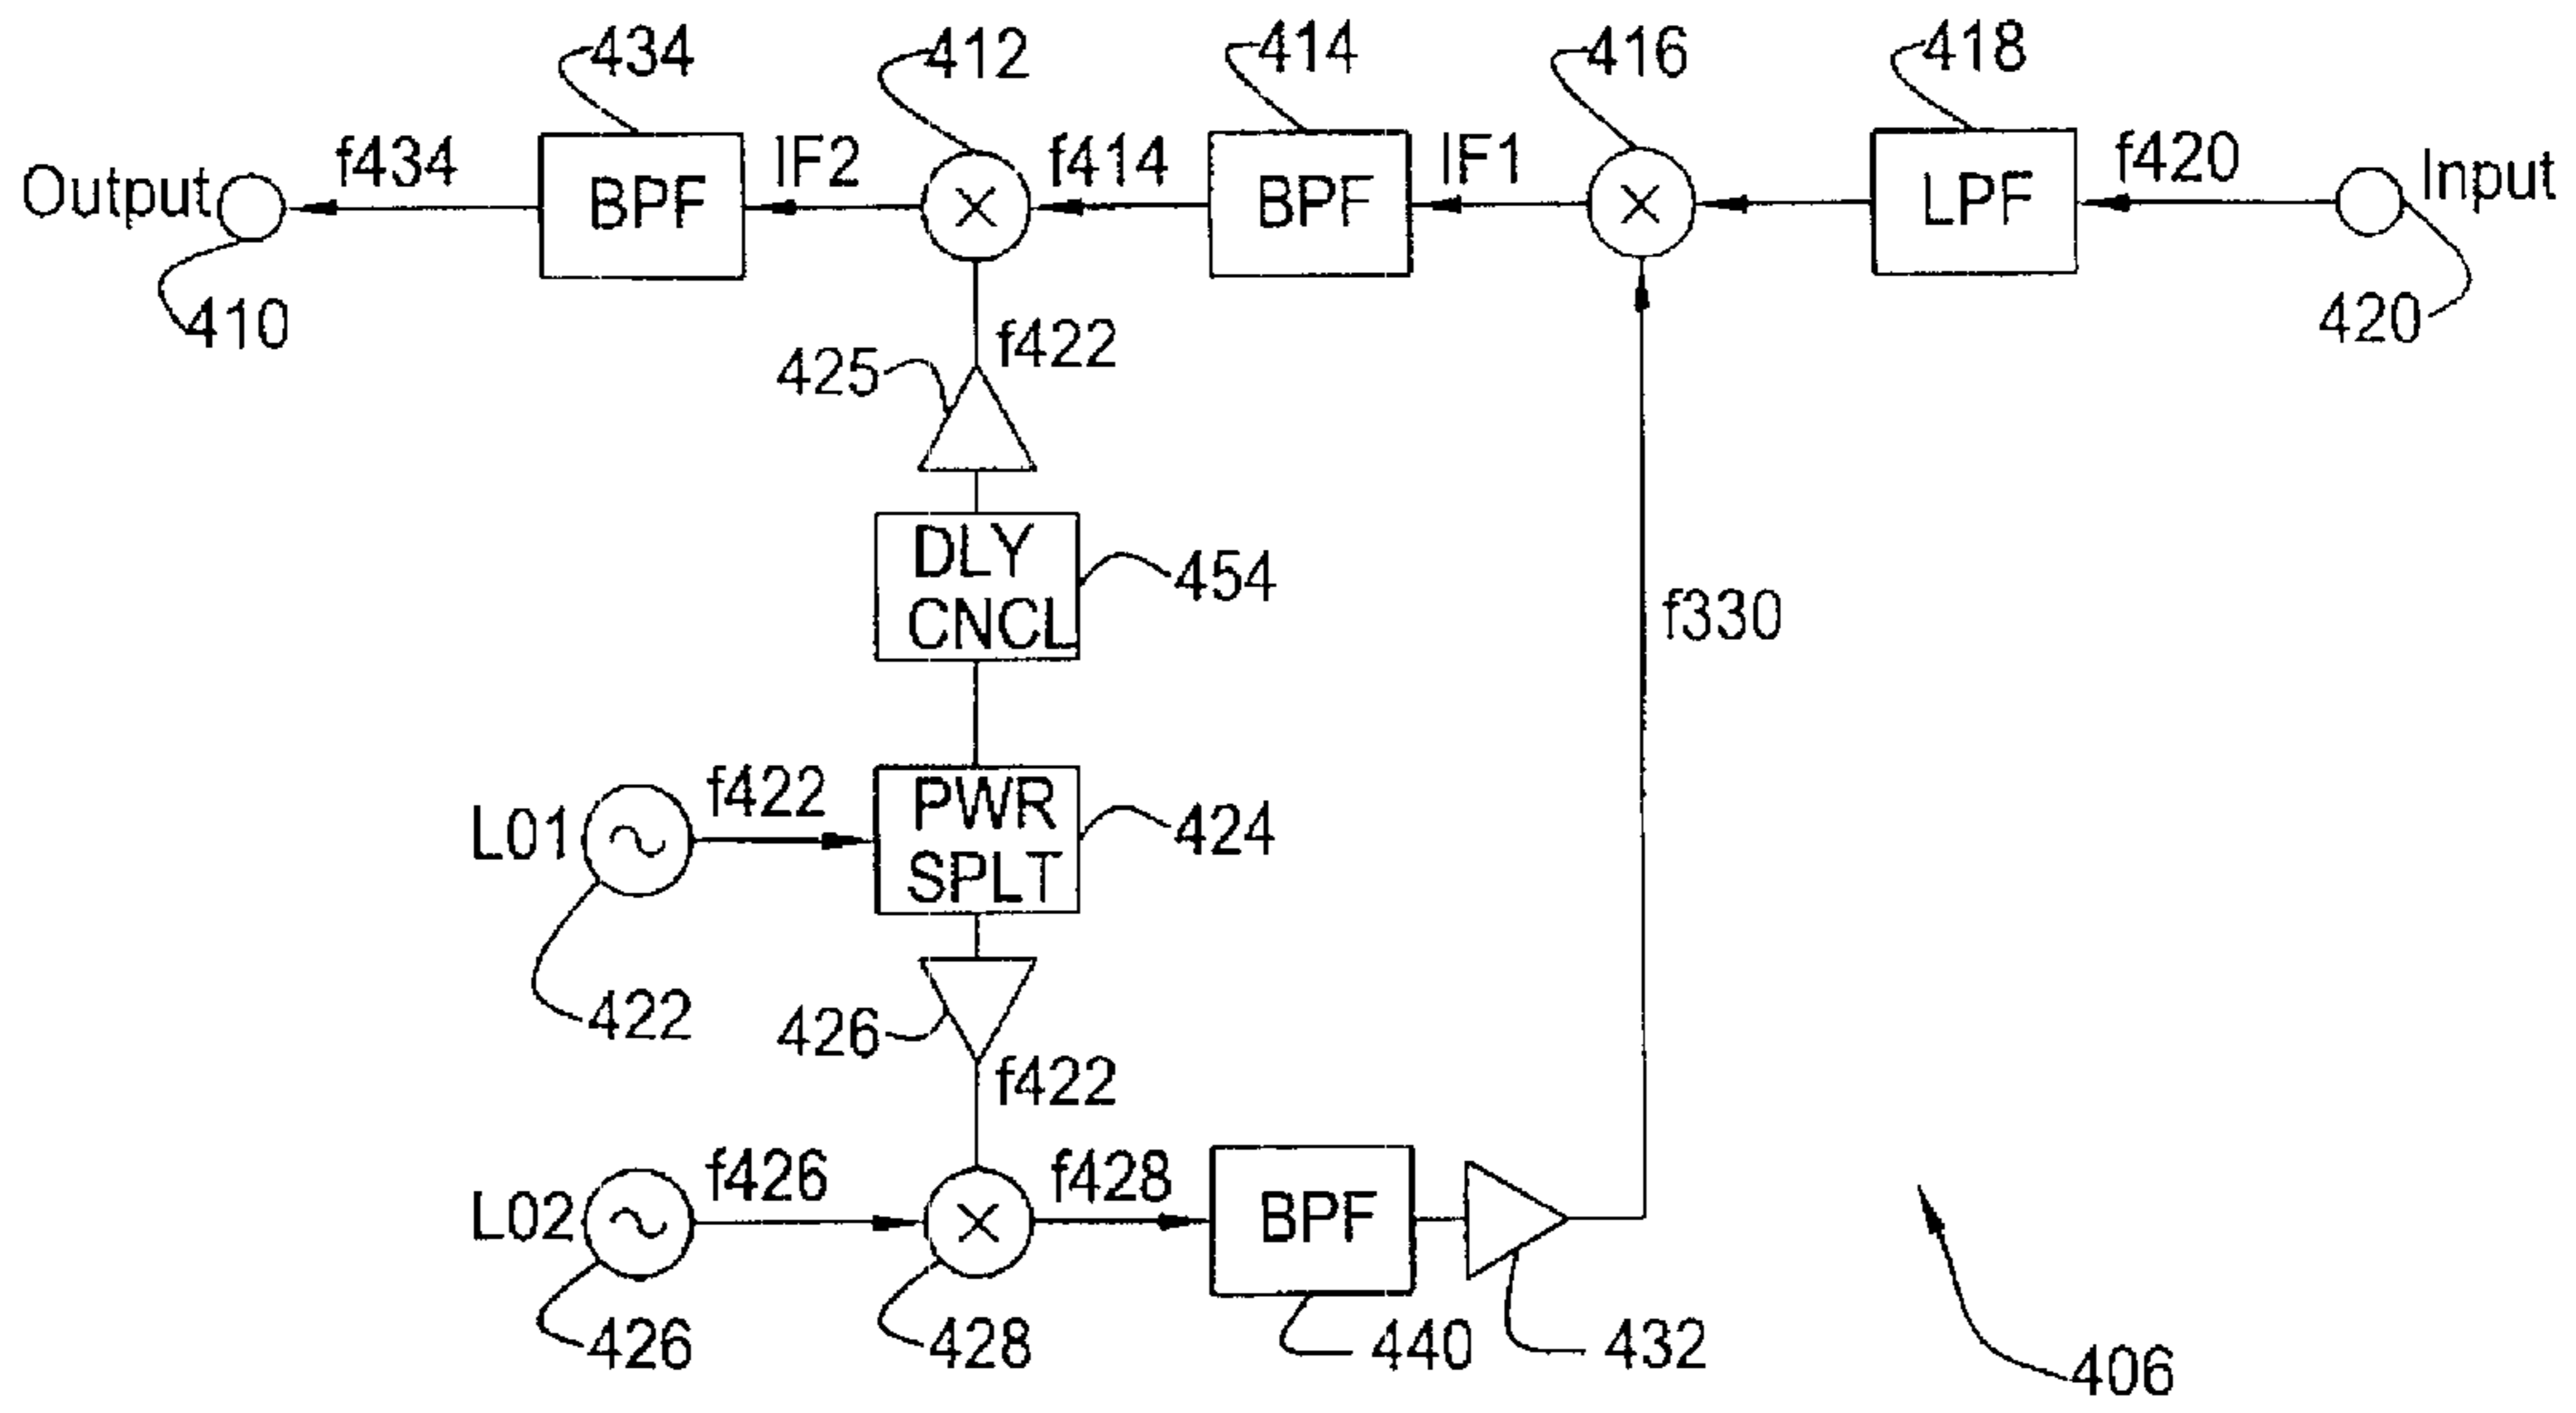 434
412
414
416
418
Output
f434
BPF
IF2
f414
BPF
IF1
LPF
f420
Input
410
420
425
f422
DLY
CNCL
454
f330
L01
f422
PWR
SPLT
424
422
426
f422
L02
f426
f428
BPF
426
428
440
432
406